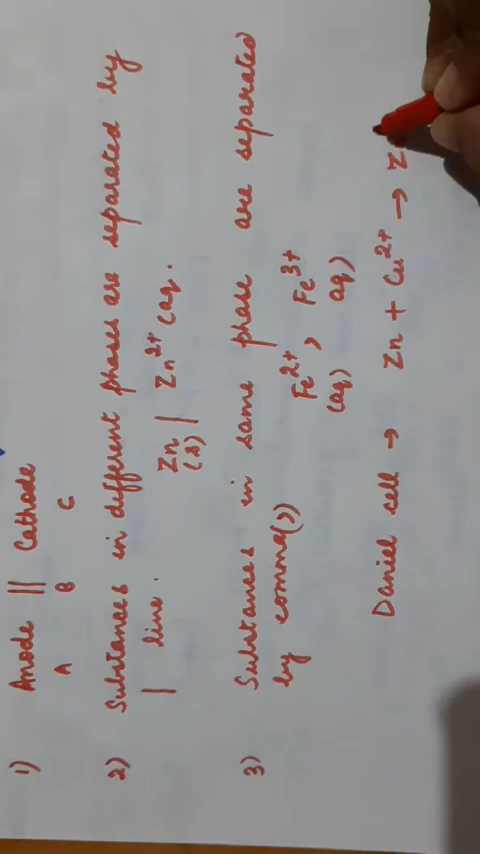 1) Anode || Cathode
A B C
2) Substances in different phases are separated by
| line.
Zn | Zn2+ (aq.
(s)
3) Substances in same phase are separated
by comma(,)
Fe2+, Fe3+
(aq) aq)
Daniel cell → Zn + Cu2+ → Z